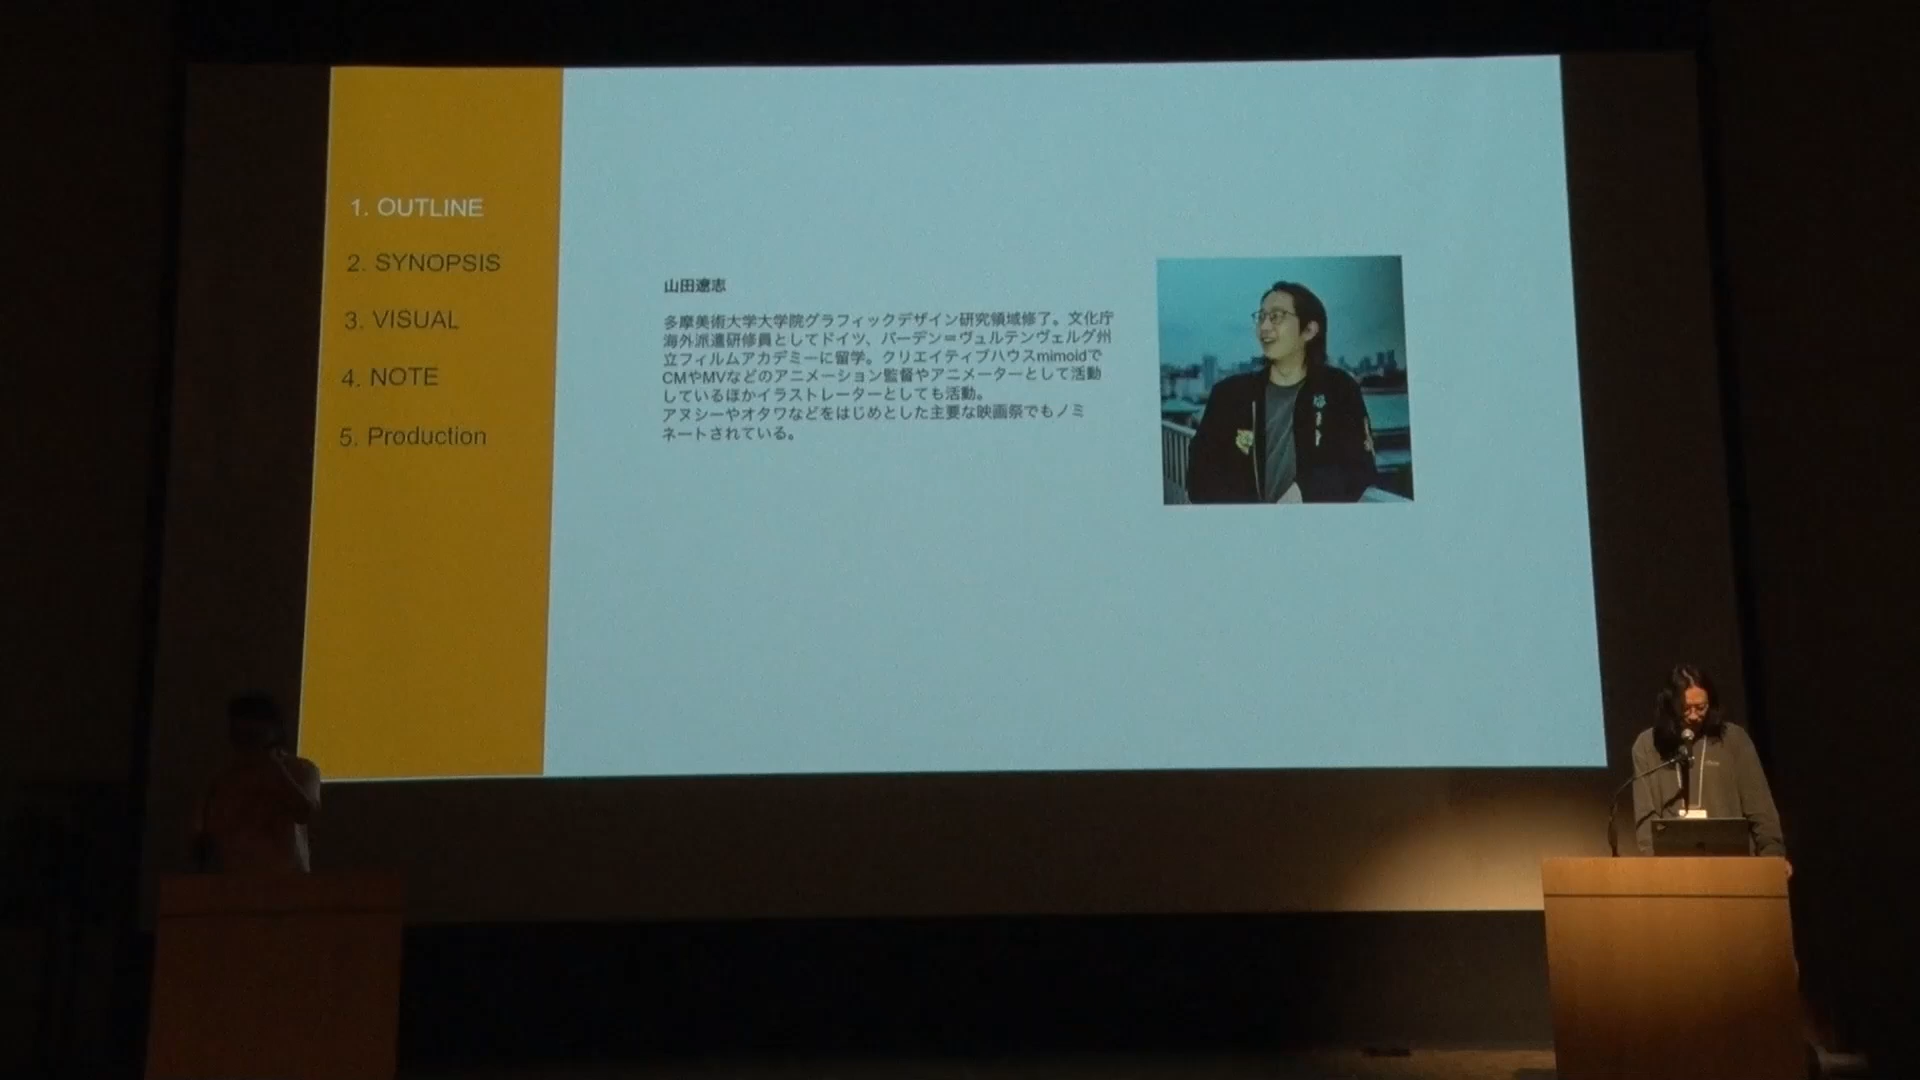 1. OUTLINE
2. SYNOPSIS
3. VISUAL
4. NOTE
5. Production
山田遼志
多摩美術大学大学院グラフィックデザイン研究領域修了。文化庁
海外派遣研修員としてドイツ、バーデン=ヴュルテンヴェルグ州
立フィルムアカデミーに留学。クリエイティブハウスmimoidで
CMやMVなどのアニメーション監督やアニメーターとして活動
しているほかイラストレーターとしても活動。
アヌシーやオタワなどをはじめとした主要な映画祭でもノミ
ネートされている。